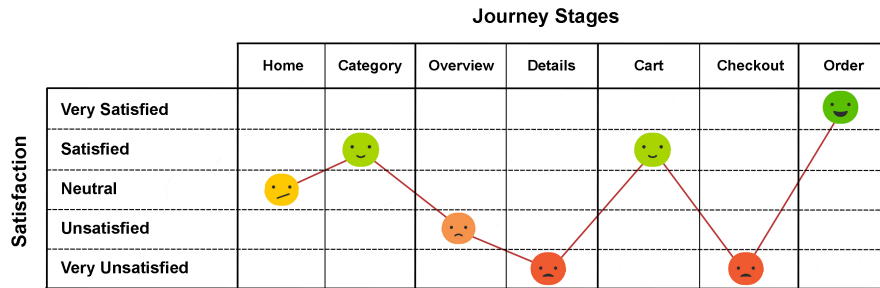 Journey Stages
Home Category Overview Details Cart Checkout Order
Satisfaction
Very Satisfied
Satisfied
Neutral
Unsatisfied
Very Unsatisfied